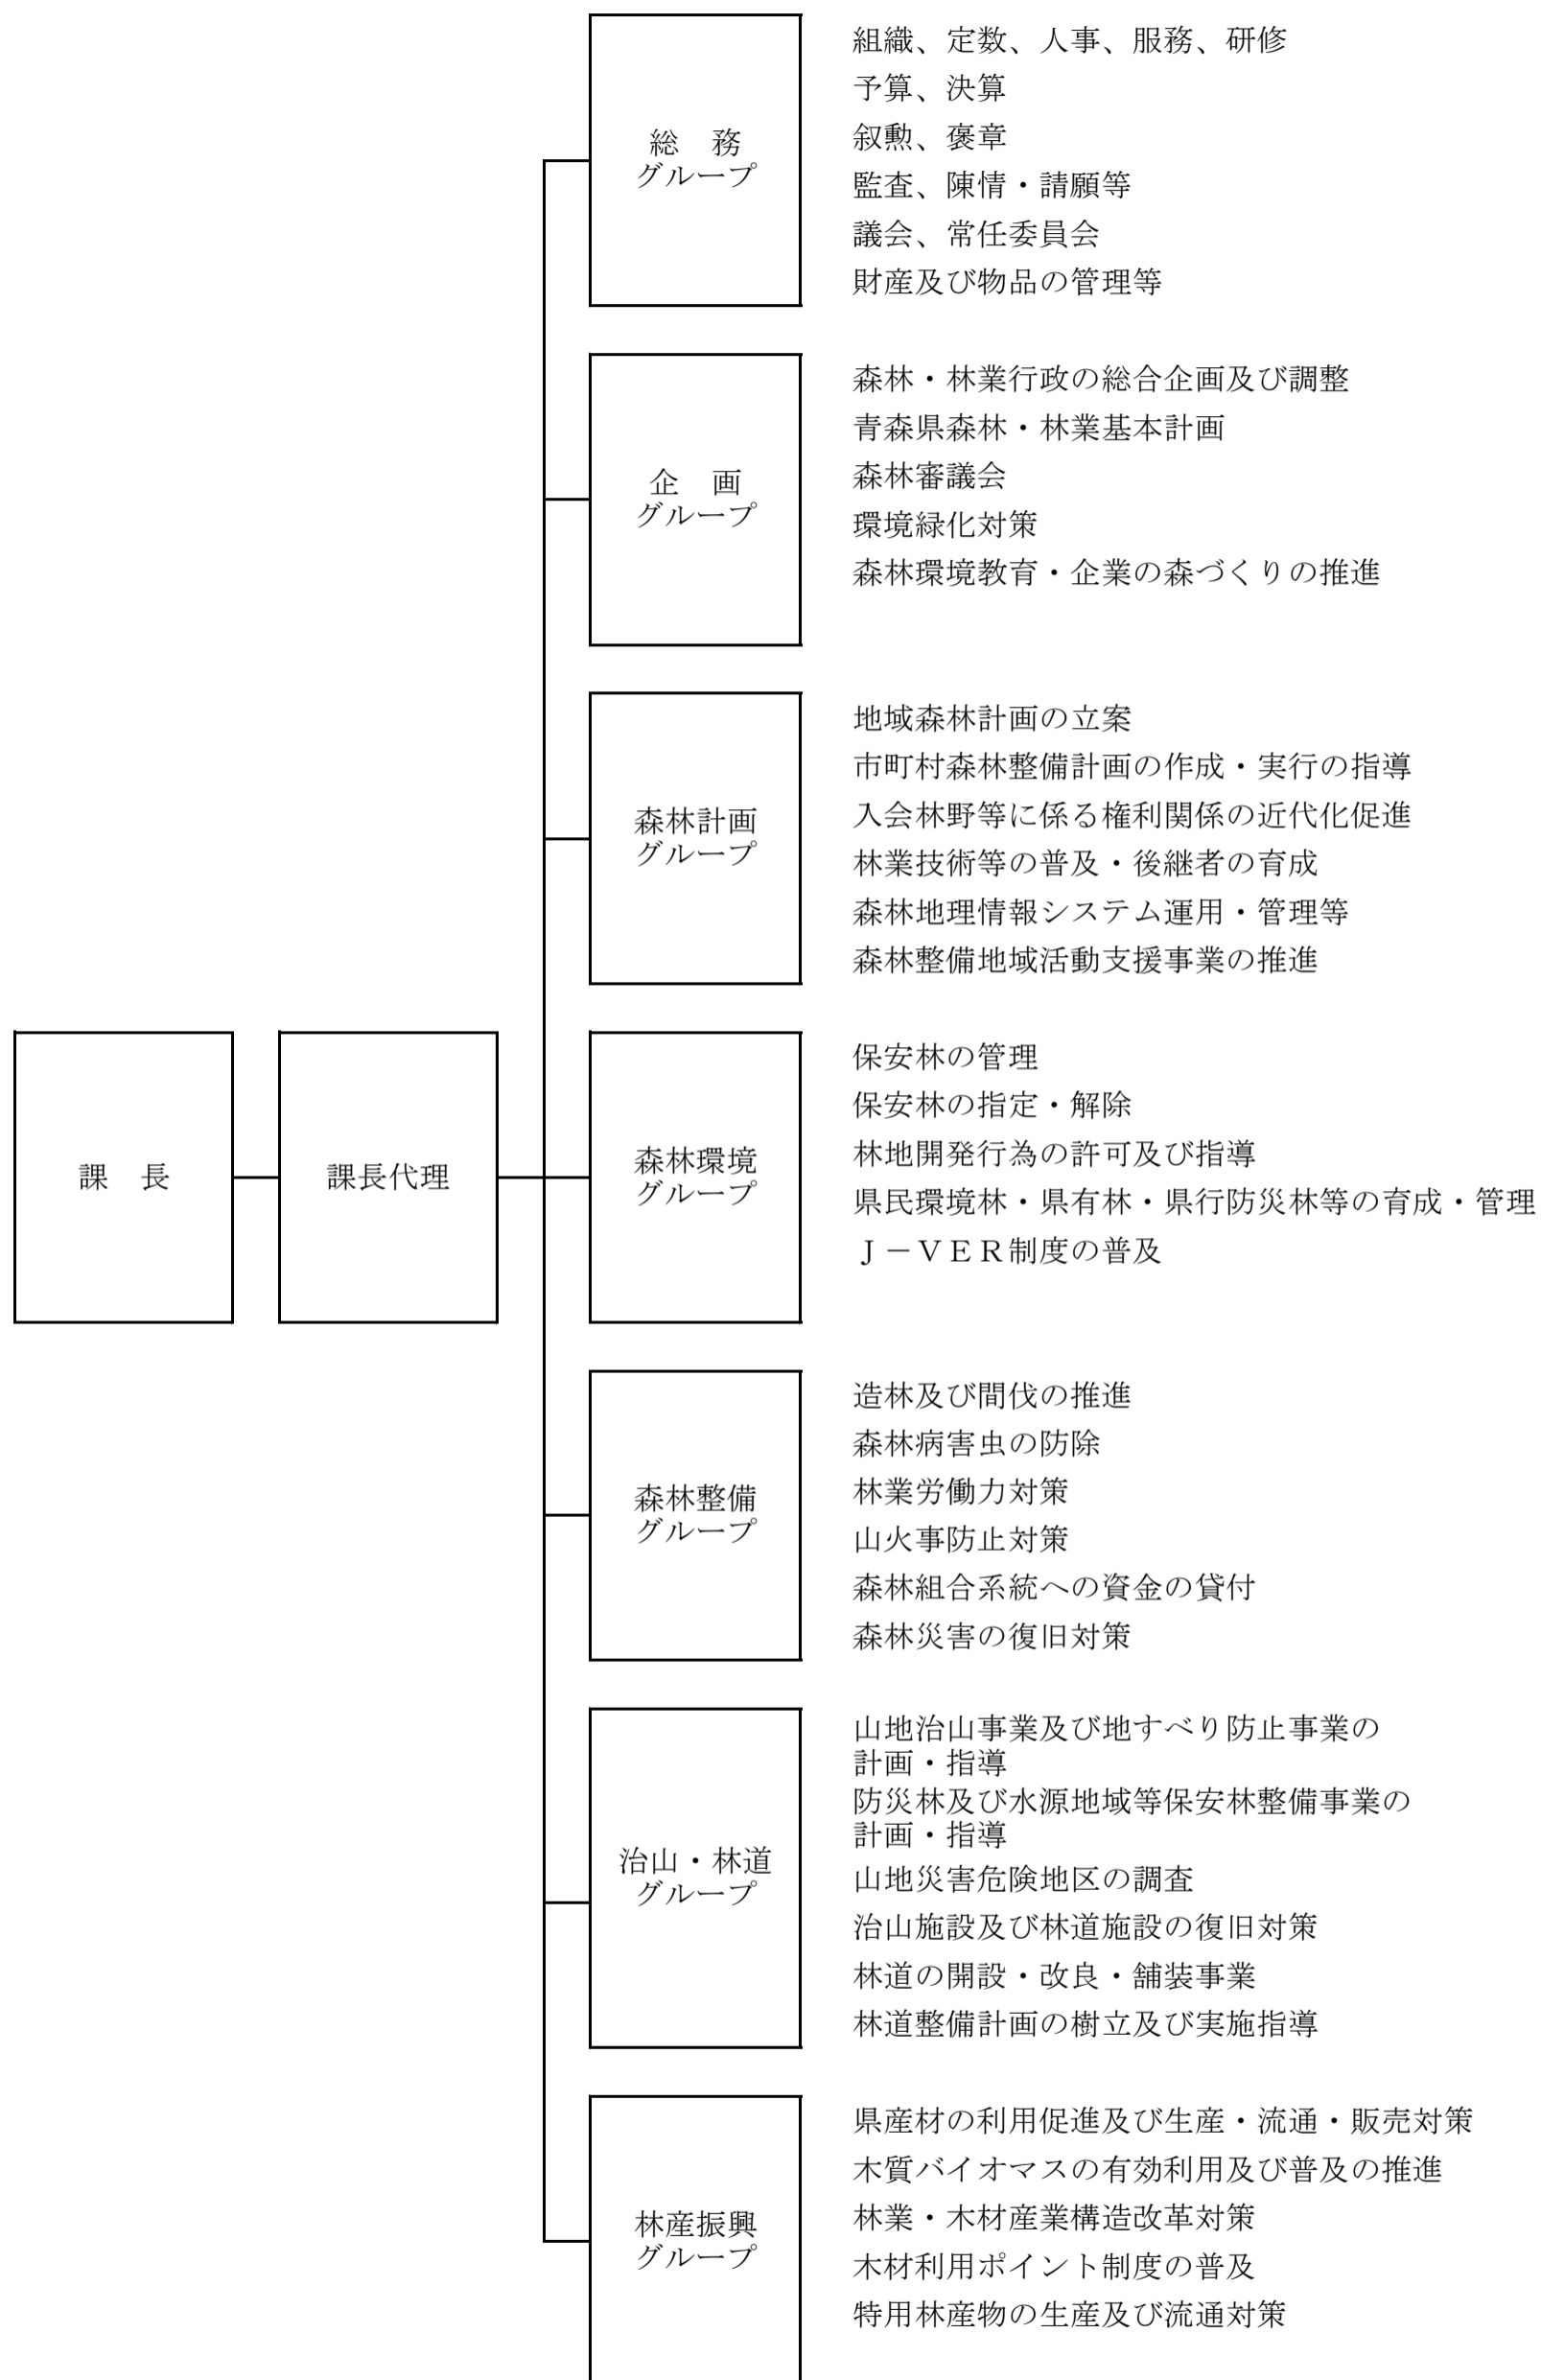 課　長
課長代理
総　務
グループ
組織、定数、人事、服務、研修
予算、決算
叙勲、褒章
監査、陳情・請願等
議会、常任委員会
財産及び物品の管理等
企　画
グループ
森林・林業行政の総合企画及び調整
青森県森林・林業基本計画
森林審議会
環境緑化対策
森林環境教育・企業の森づくりの推進
森林計画
グループ
地域森林計画の立案
市町村森林整備計画の作成・実行の指導
入会林野等に係る権利関係の近代化促進
林業技術等の普及・後継者の育成
森林地理情報システム運用・管理等
森林整備地域活動支援事業の推進
森林環境
グループ
保安林の管理
保安林の指定・解除
林地開発行為の許可及び指導
県民環境林・県有林・県行防災林等の育成・管理
Ｊ－ＶＥＲ制度の普及
森林整備
グループ
造林及び間伐の推進
森林病害虫の防除
林業労働力対策
山火事防止対策
森林組合系統への資金の貸付
森林災害の復旧対策
治山・林道
グループ
山地治山事業及び地すべり防止事業の
計画・指導
防災林及び水源地域等保安林整備事業の
計画・指導
山地災害危険地区の調査
治山施設及び林道施設の復旧対策
林道の開設・改良・舗装事業
林道整備計画の樹立及び実施指導
林産振興
グループ
県産材の利用促進及び生産・流通・販売対策
木質バイオマスの有効利用及び普及の推進
林業・木材産業構造改革対策
木材利用ポイント制度の普及
特用林産物の生産及び流通対策